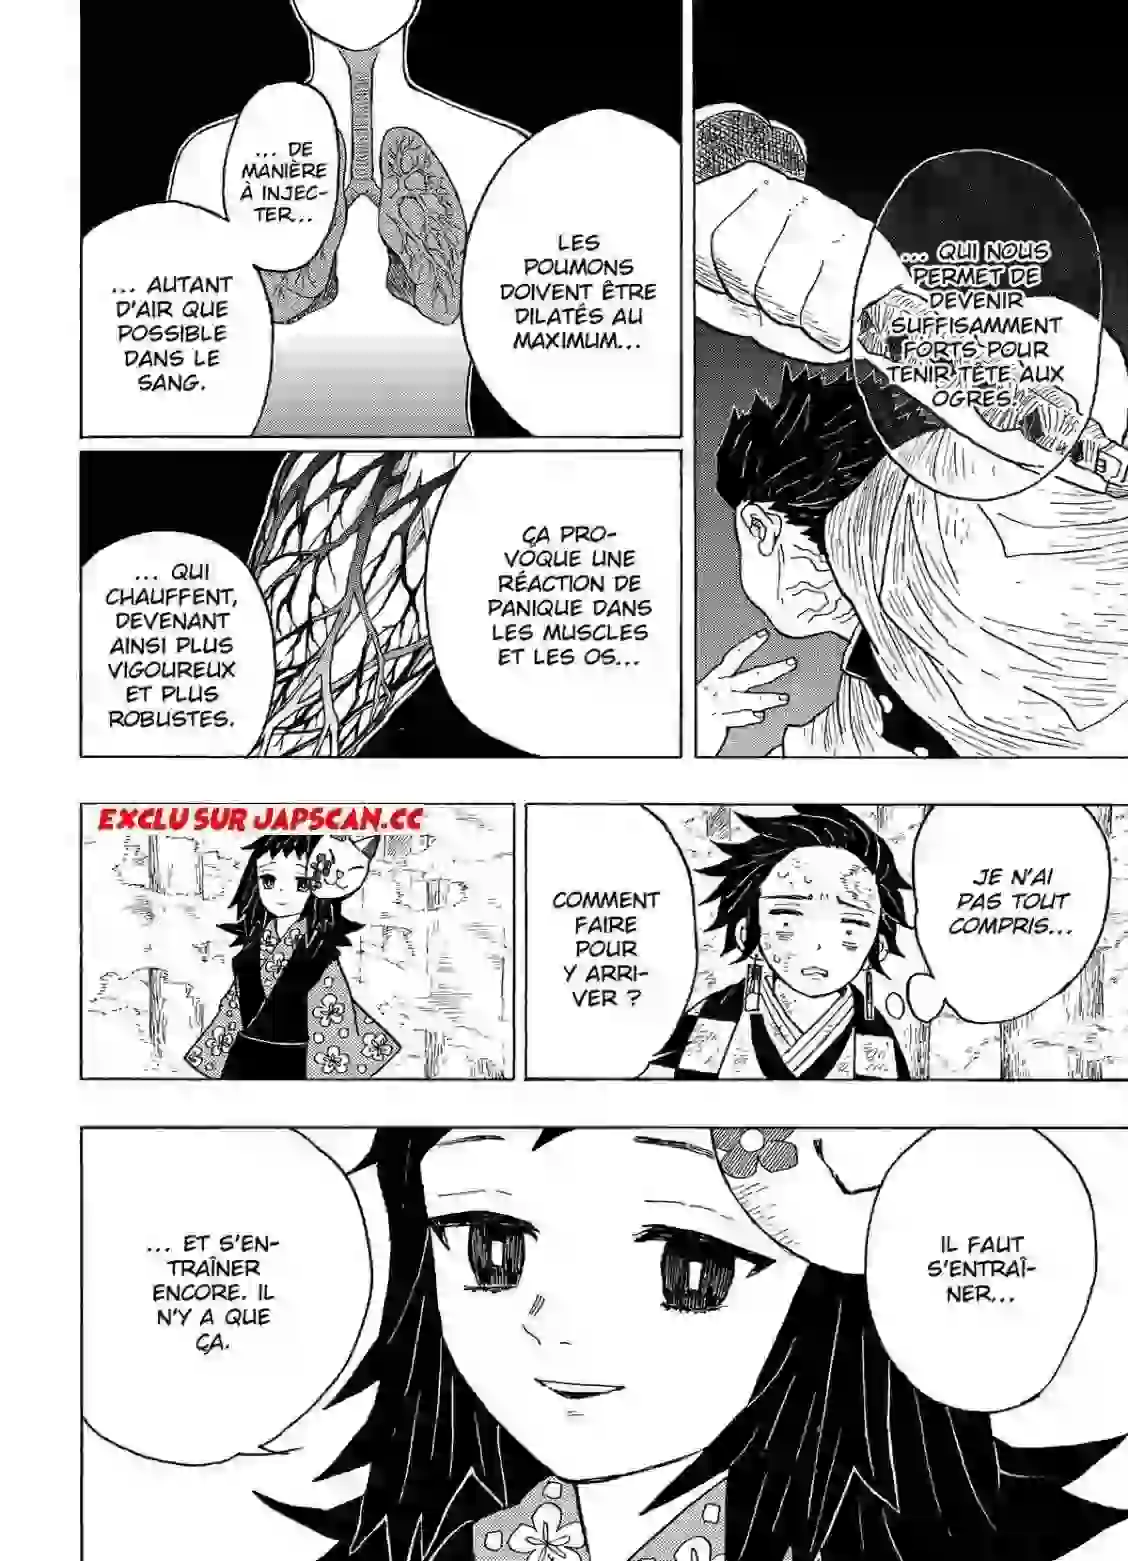 ... QUI NOUS
PERMET DE
DEVENIR
SUFFISAMMENT
FORTS POUR
TENIR TÊTE AUX
OGRES.
LES
POUMONS
DOIVENT ÊTRE
DILATÉS AU
MAXIMUM...
... DE
MANIÈRE
À INJEC-
TER...
... AUTANT
D'AIR QUE
POSSIBLE
DANS LE
SANG.
ÇA PRO-
VOQUE UNE
RÉACTION DE
PANIQUE DANS
LES MUSCLES
ET LES OS...
... QUI
CHAUFFENT,
DEVENANT
AINSI PLUS
VIGOUREUX
ET PLUS
ROBUSTES.
JE N'AI
PAS TOUT
COMPRIS...
COMMENT
FAIRE
POUR
Y ARRI-
VER ?
EXCLU SUR JAPSCAN.CC
IL FAUT
S'ENTRAÎ-
NER...
... ET S'EN-
TRAÎNER
ENCORE. IL
N'Y A QUE
ÇA.